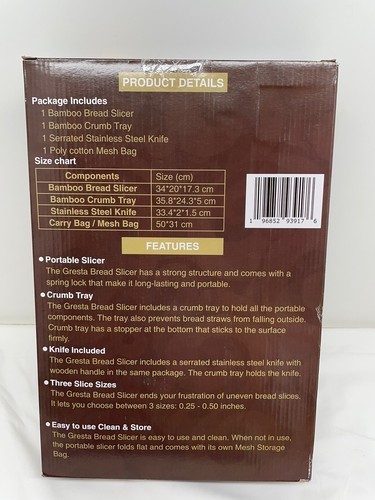 PRODUCT DETAILS
Package Includes
1 Bamboo Bread Slicer
1 Bamboo Crumb Tray
1 Serrated Stainless Steel Knife
1 Poly cotton Mesh Bag
Size chart
Components Size (cm)
Bamboo Bread Slicer 34*20*17.3 cm
Bamboo Crumb Tray 35.8*24.3*5 cm
Stainless Steel Knife 33.4*2*1.5 cm
Carry Bag / Mesh Bag 50*31 cm
1 96852 93917 6
FEATURES
Portable Slicer
The Gresta Bread Slicer has a strong structure and comes with a
spring lock that make it long-lasting and portable.
Crumb Tray
The Gresta Bread Slicer includes a crumb tray to hold all the portable
components. The tray also prevents bread straws from falling outside.
Crumb tray has a stopper at the bottom that sticks to the surface
firmly.
Knife Included
The Gresta Bread Slicer includes a serrated stainless steel knife with
wooden handle in the same package. The crumb tray holds the knife.
Three Slice Sizes
The Gresta Bread Slicer ends your frustration of uneven bread slices.
It lets you choose between 3 sizes: 0.25 - 0.50 inches.
Easy to use Clean & Store
The Gresta Bread Slicer is easy to use and clean. When not in use,
the portable slicer folds flat and comes with its own Mesh Storage
Bag.